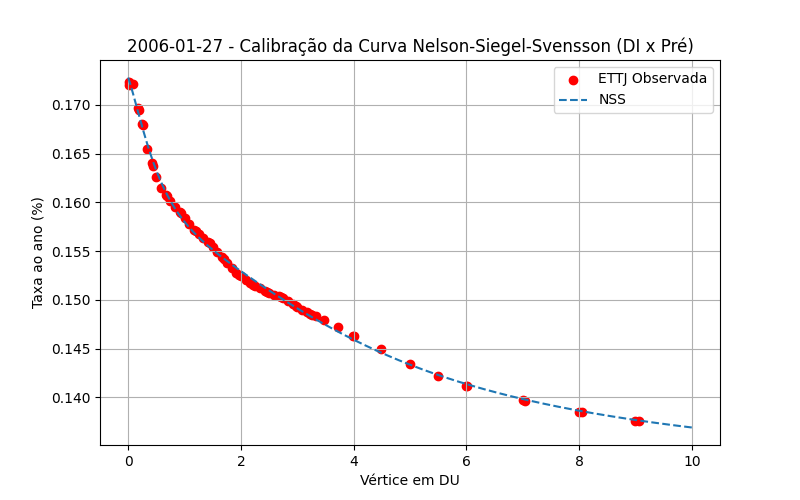 2006-01-27 - Calibração da Curva Nelson-Siegel-Svensson (DI x Pré)
ETTJ Observada
NSS
Taxa ao ano (%)
0.170
0.165
0.160
0.155
0.150
0.145
0.140
0 2 4 6 8 10
Vértice em DU